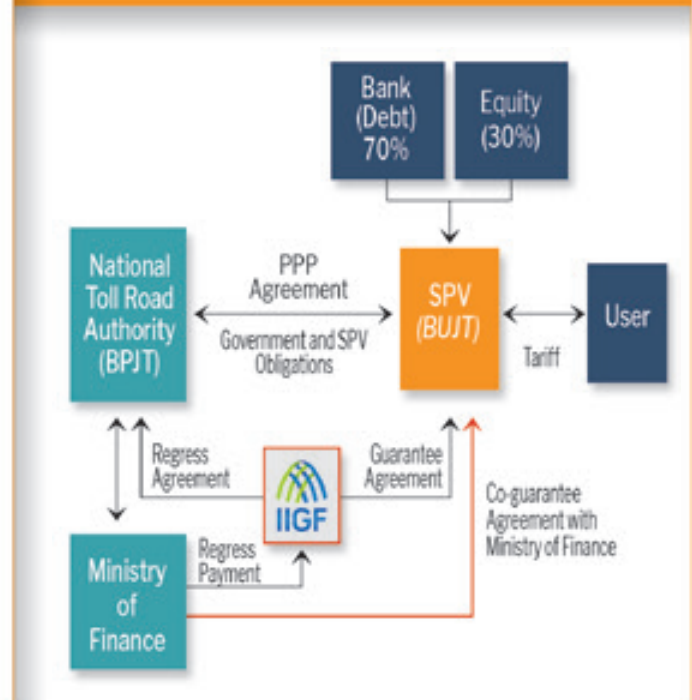 Bank
(Debt)
70%
Equity
(30%)
National
Toll Road
Authority
(BPJT)
PPP
Agreement
Government and SPV
Obligations
SPV
(BUJT)
Tariff
User
Regress
Agreement
IIGF
Guarantee
Agreement
Co-guarantee
Agreement with
Ministry of Finance
Regress
Payment
Ministry
of
Finance